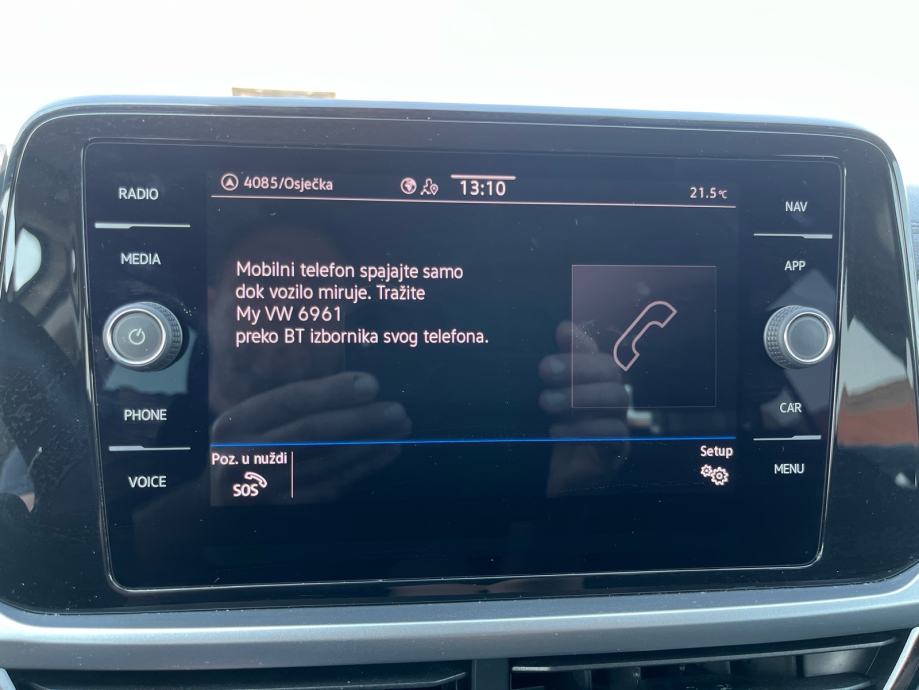 RADIO
MEDIA
PHONE
VOICE
4085/Osječka
13:10
21.5°C
Mobilni telefon spajajte samo
dok vozilo miruje. Tražite
My VW 6961
preko BT izbornika svog telefona.
Poz. u nuždi
SOS
Setup
NAV
APP
CAR
MENU